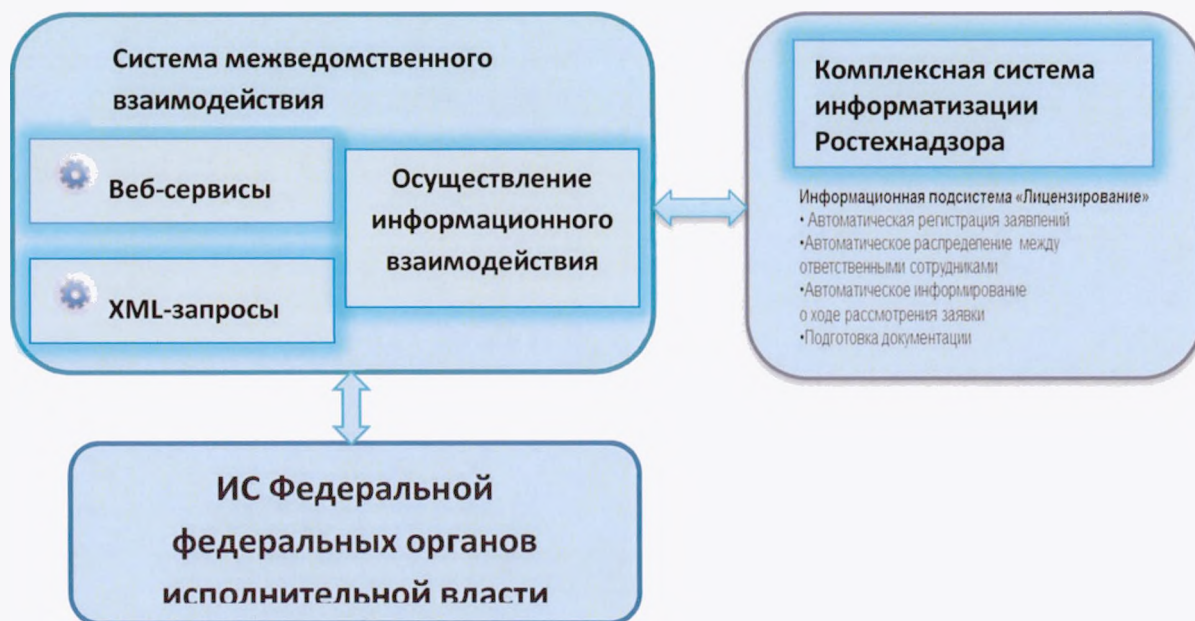 Система межведомственного
взаимодействия
Веб-сервисы
XML-запросы
Осуществление
информационного
взаимодействия
Комплексная система
информатизации
Ростехнадзора
Информационная подсистема «Лицензирование»
• Автоматическая регистрация заявлений
•Автоматическое распределение между
ответственными сотрудниками
•Автоматическое информирование
о ходе рассмотрения заявки
•Подготовка документации
ИС Федеральной
федеральных органов
исполнительной власти